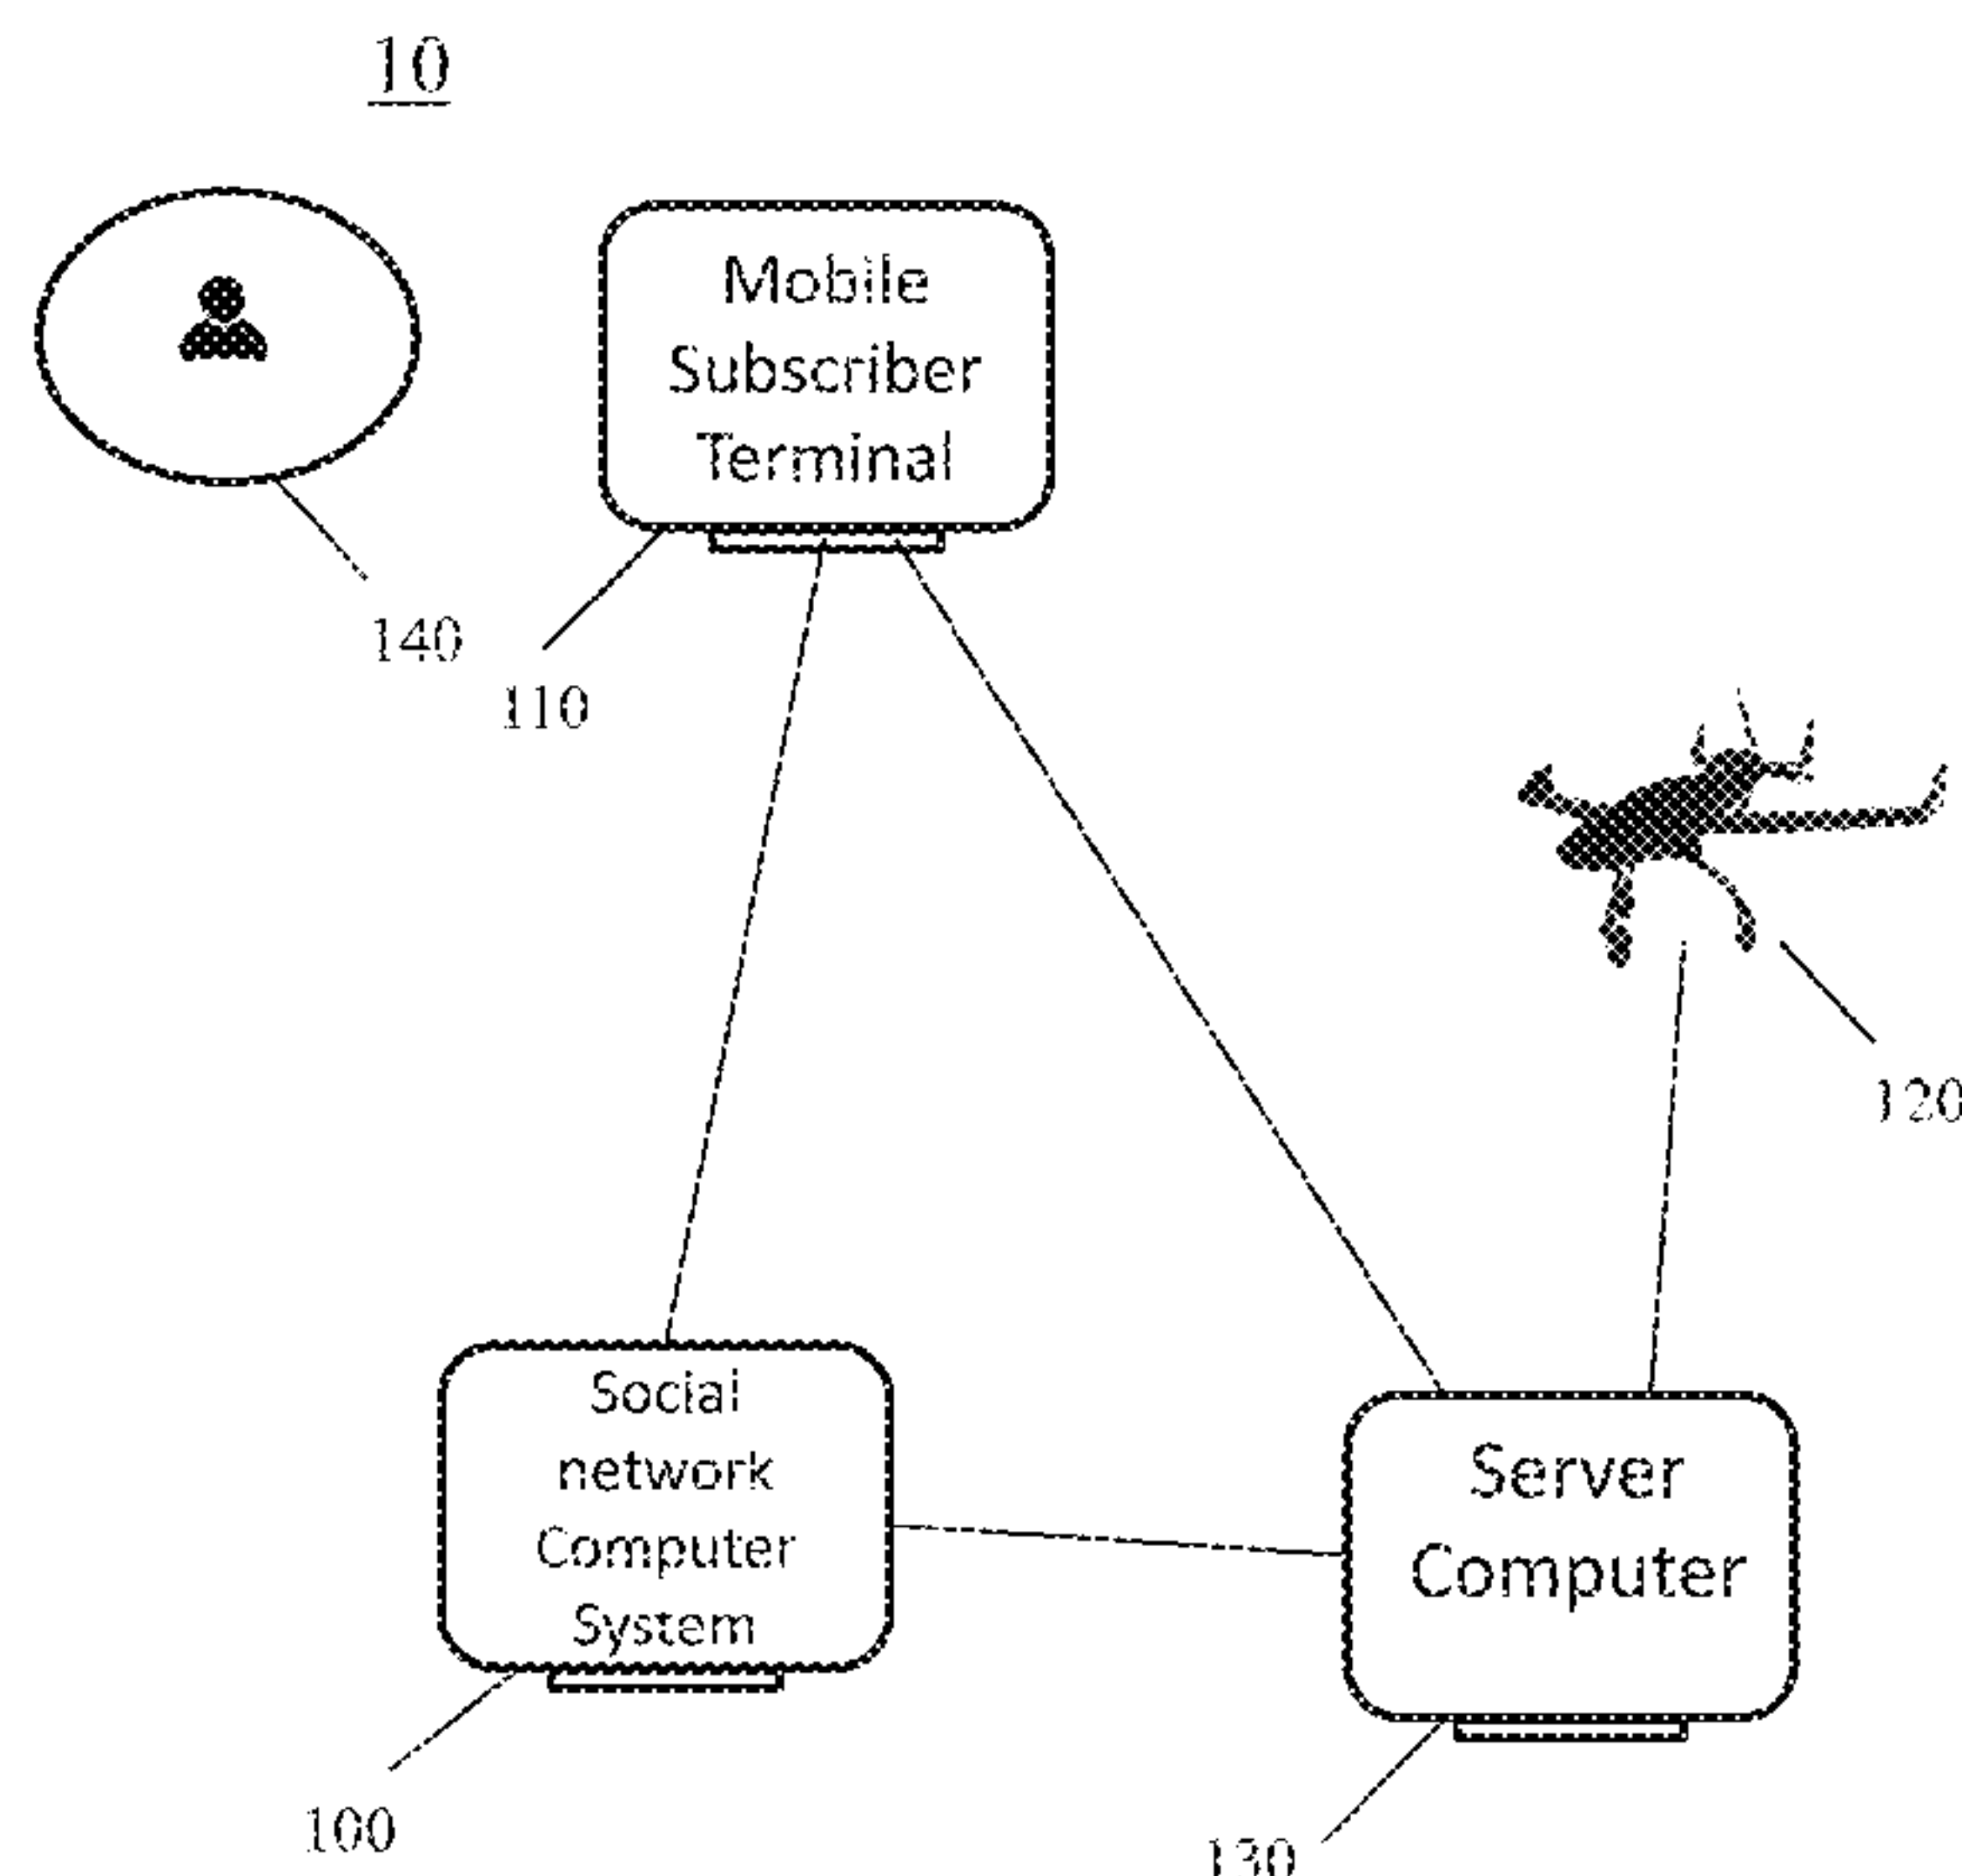 10
Mobile
Subscriber
Terminal
140
110
120
Social
network
Computer
System
Server
Computer
100
130